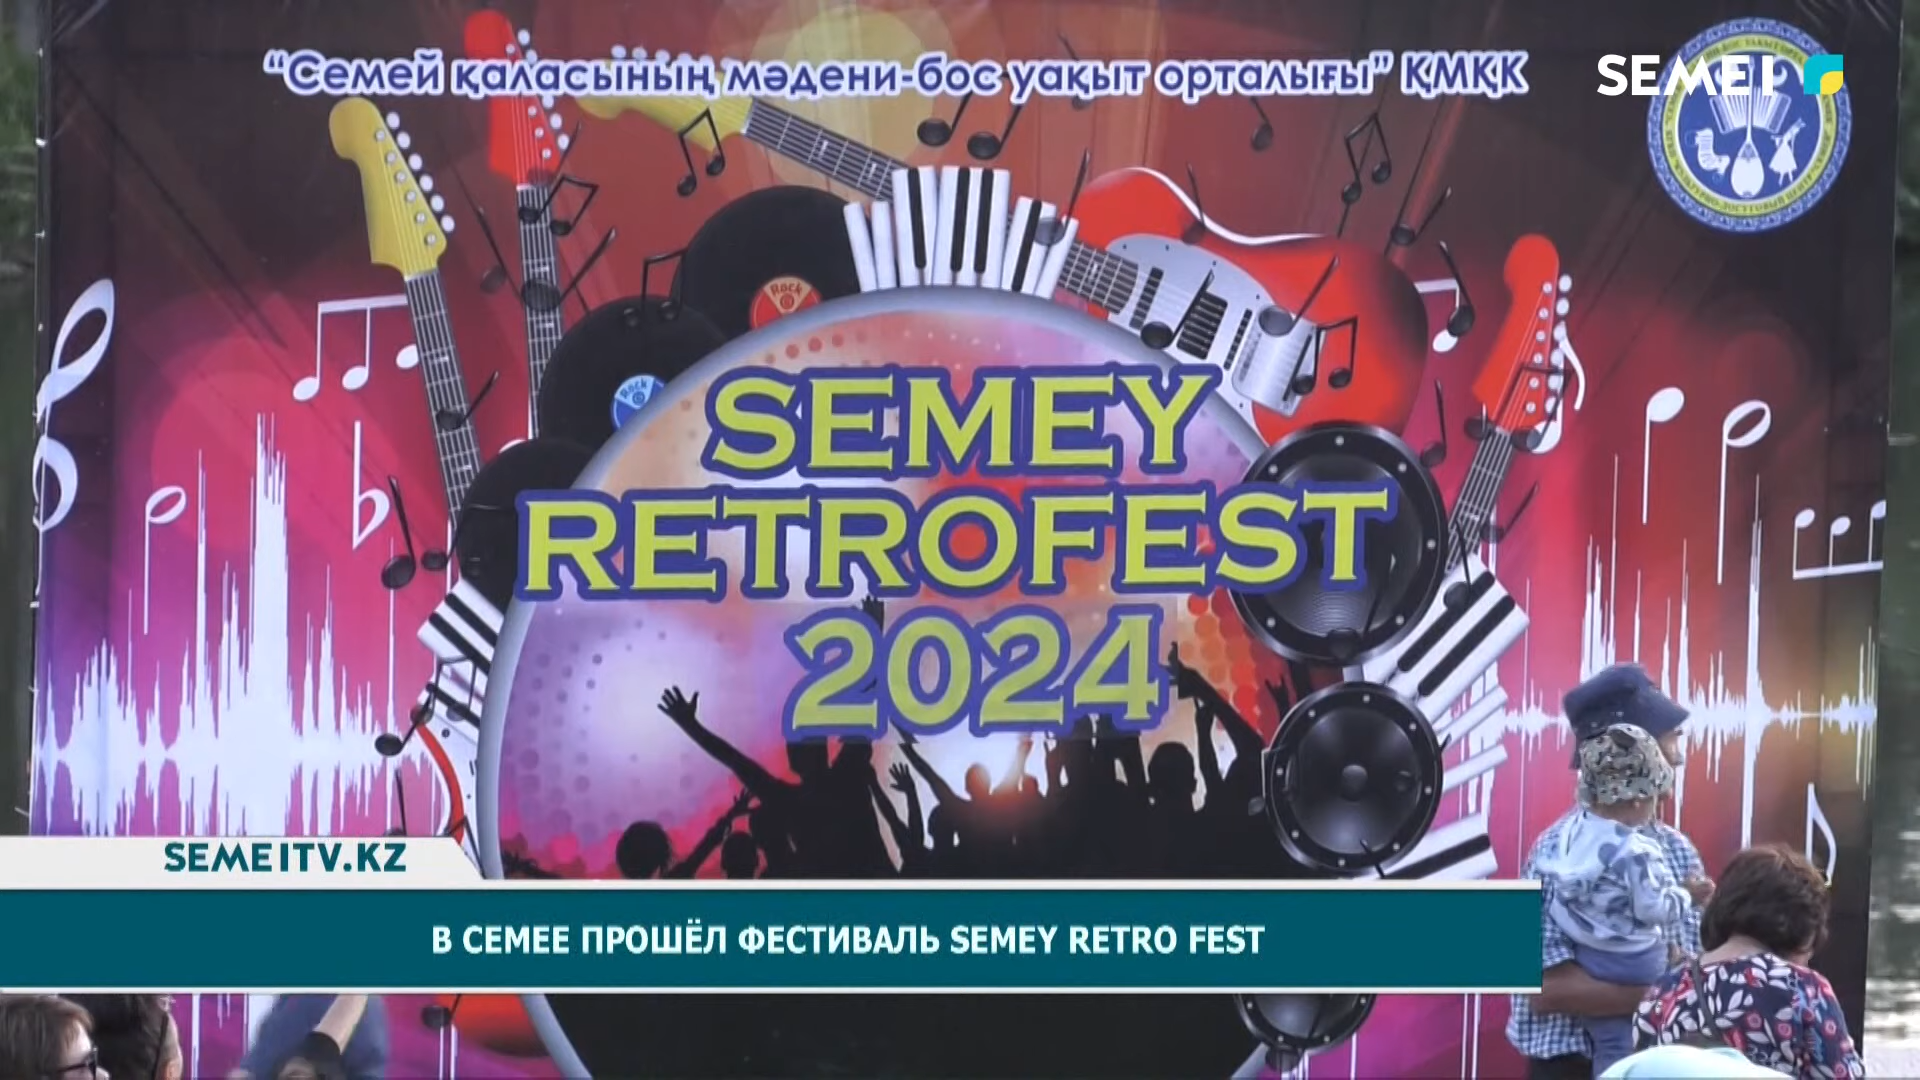 "Семей қаласының мәдени-бос уақыт орталығы" ҚМҚК
SEMEI
Rock
Rock
SEMEY
RETROFEST
2024
SEMEITV.KZ
В СЕМЕЕ ПРОШЁЛ ФЕСТИВАЛЬ SEMEY RETRO FEST